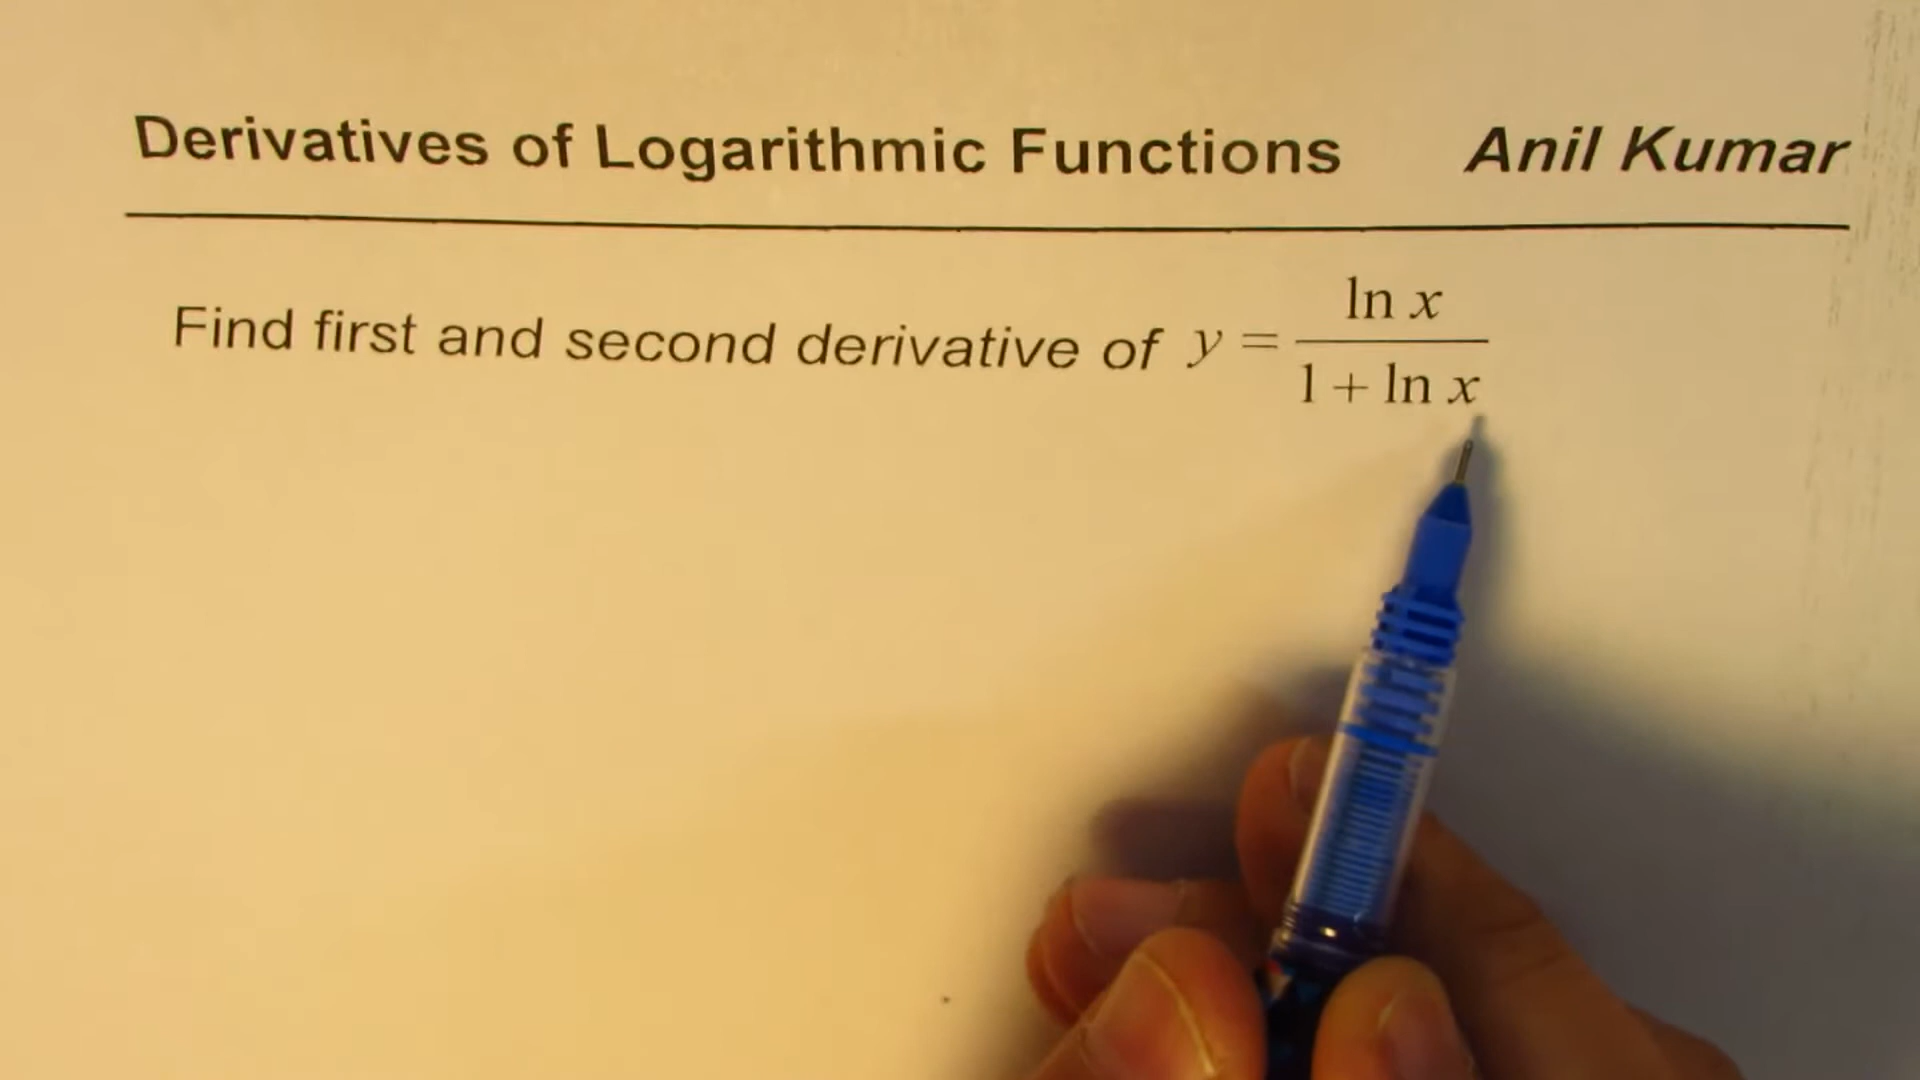 Derivatives of Logarithmic Functions Anil Kumar
Find first and second derivative of y = ln x / 1 + ln x